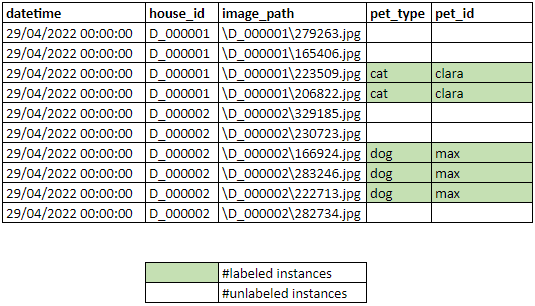 datetime house_id image_path pet_type pet_id
29/04/2022 00:00:00 D_000001 \D_000001\279263.jpg
29/04/2022 00:00:00 D_000001 \D_000001\165406.jpg
29/04/2022 00:00:00 D_000001 \D_000001\223509.jpg cat clara
29/04/2022 00:00:00 D_000001 \D_000001\206822.jpg cat clara
29/04/2022 00:00:00 D_000002 \D_000002\329185.jpg
29/04/2022 00:00:00 D_000002 \D_000002\230723.jpg
29/04/2022 00:00:00 D_000002 \D_000002\166924.jpg dog max
29/04/2022 00:00:00 D_000002 \D_000002\283246.jpg dog max
29/04/2022 00:00:00 D_000002 \D_000002\222713.jpg dog max
29/04/2022 00:00:00 D_000002 \D_000002\282734.jpg
#labeled instances
#unlabeled instances